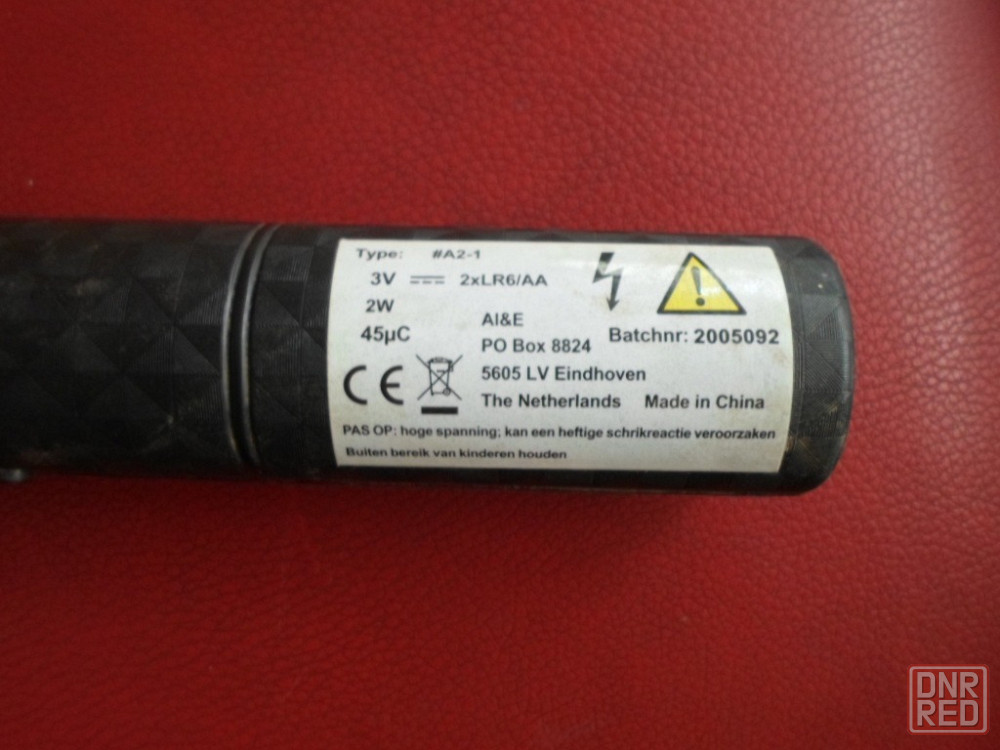 Type: #A2-1
3V 2xLR6/AA
2W
45µC
AI&E
PO Box 8824
5605 LV Eindhoven
The Netherlands
Batchnr: 2005092
Made in China
CE
PAS OP: hoge spanning; kan een heftige schrikreactie veroorzaken
Buiten bereik van kinderen houden
DNR
RED